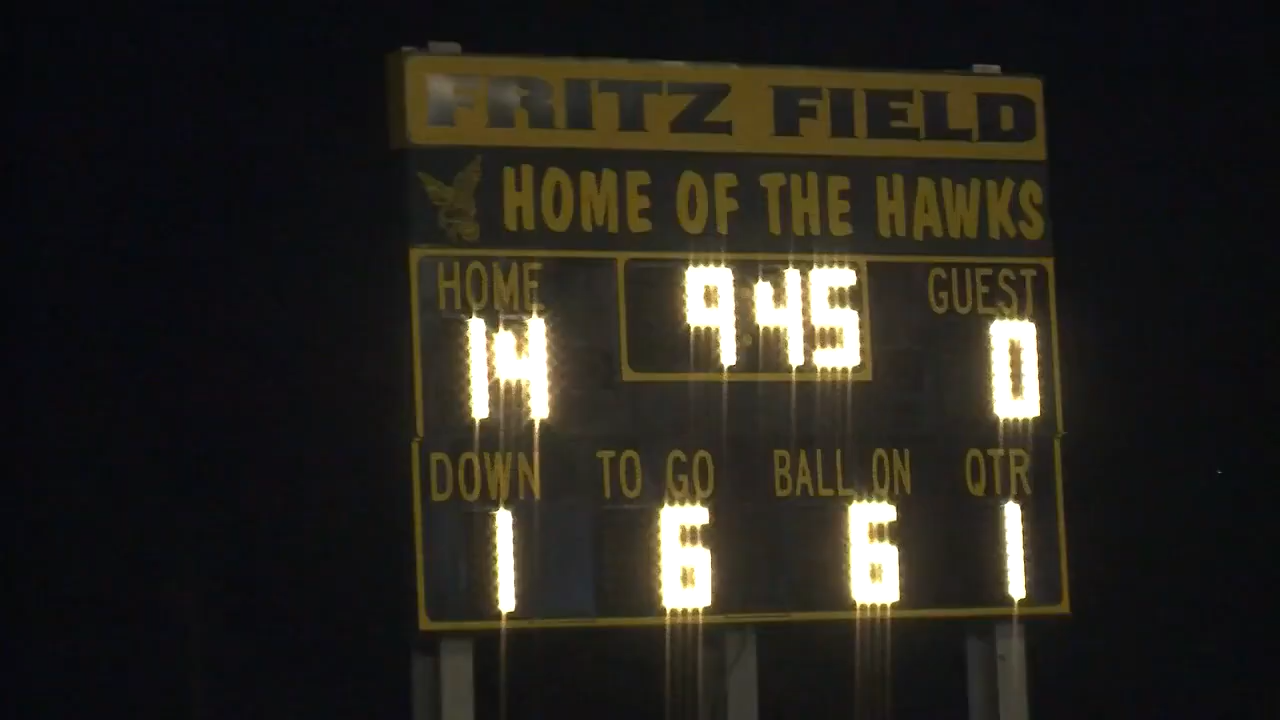 FRITZ FIELD
HOME OF THE HAWKS
HOME 9:45 GUEST
14 0
DOWN TO GO BALL ON QTR
1 6 6 1